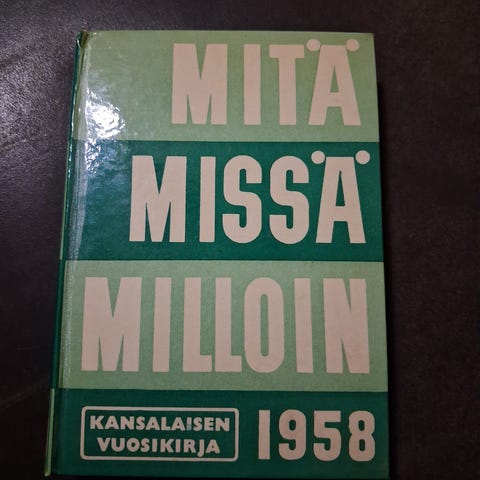 MITÄ
MISSÄ
MILLOIN
KANSALAISEN
VUOSIKIRJA
1958